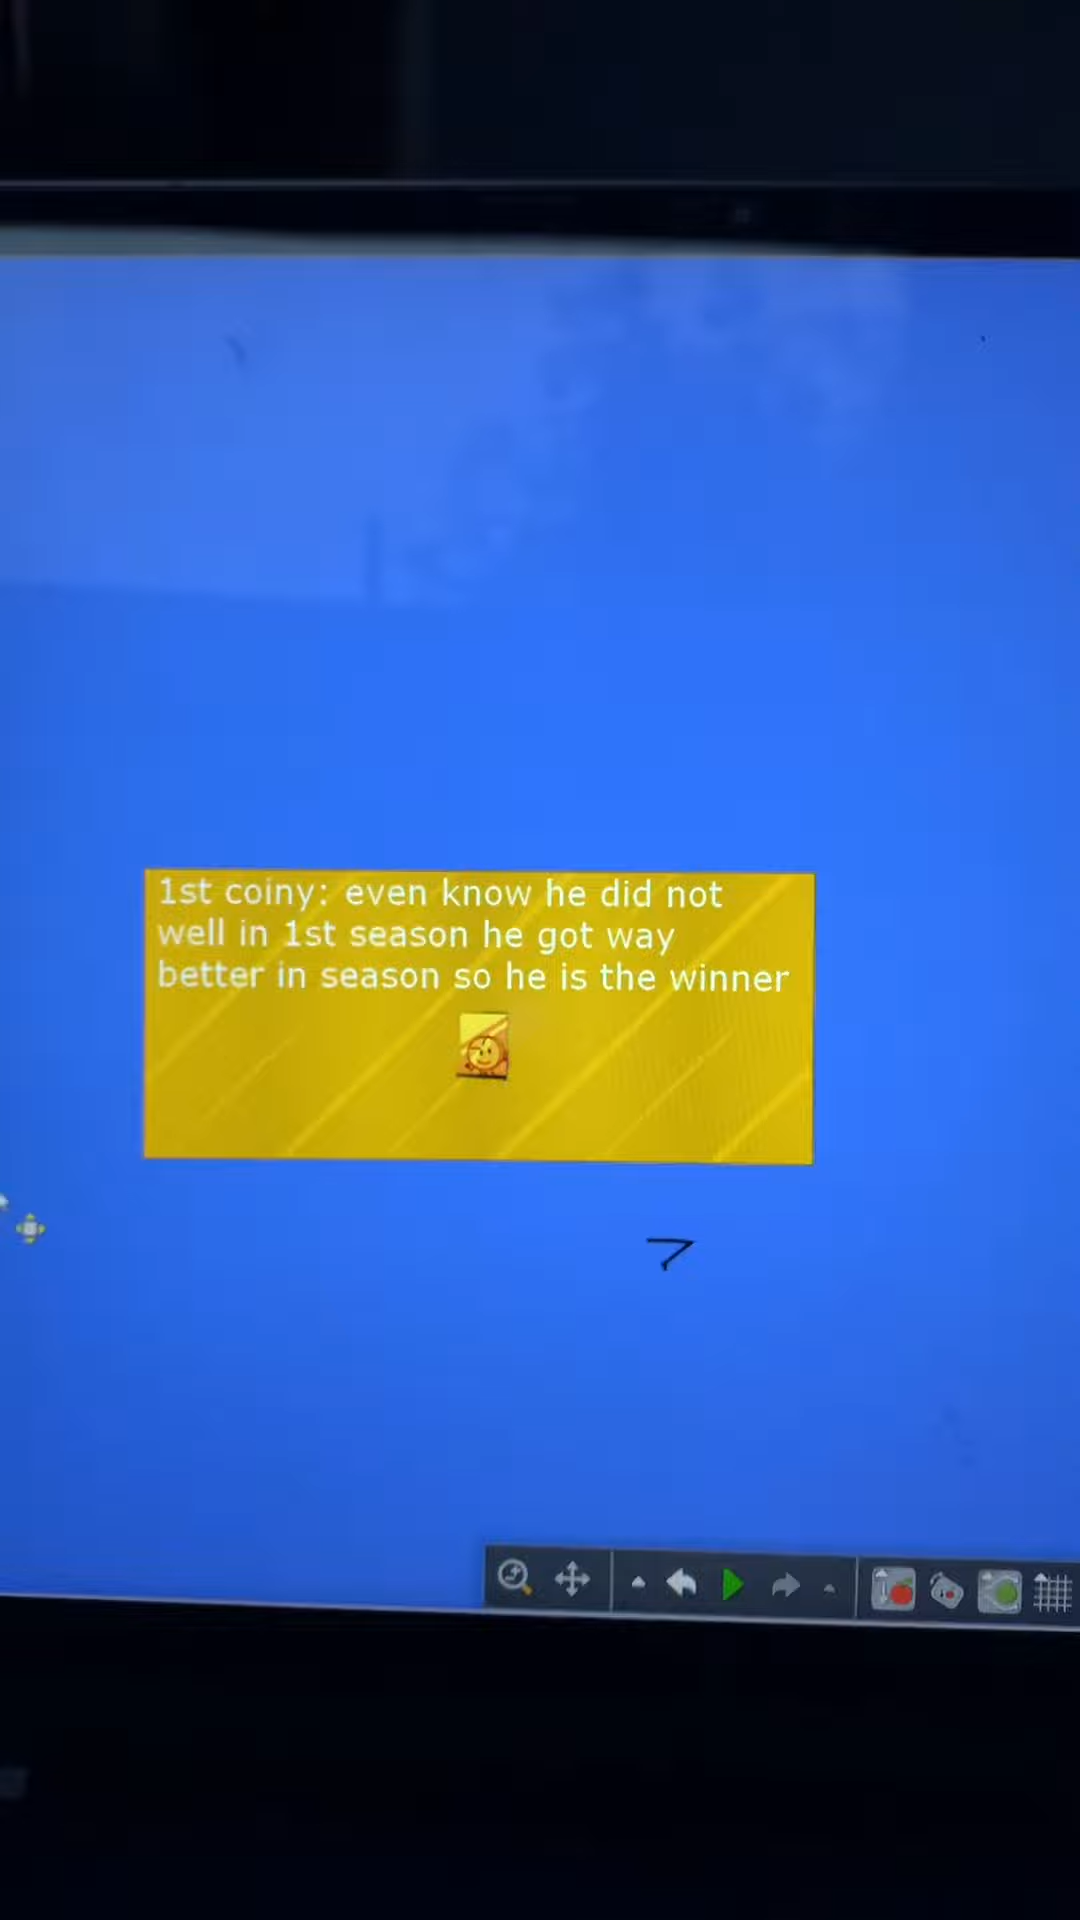 1st coiny: even know he did not
well in 1st season he got way
better in season so he is the winner